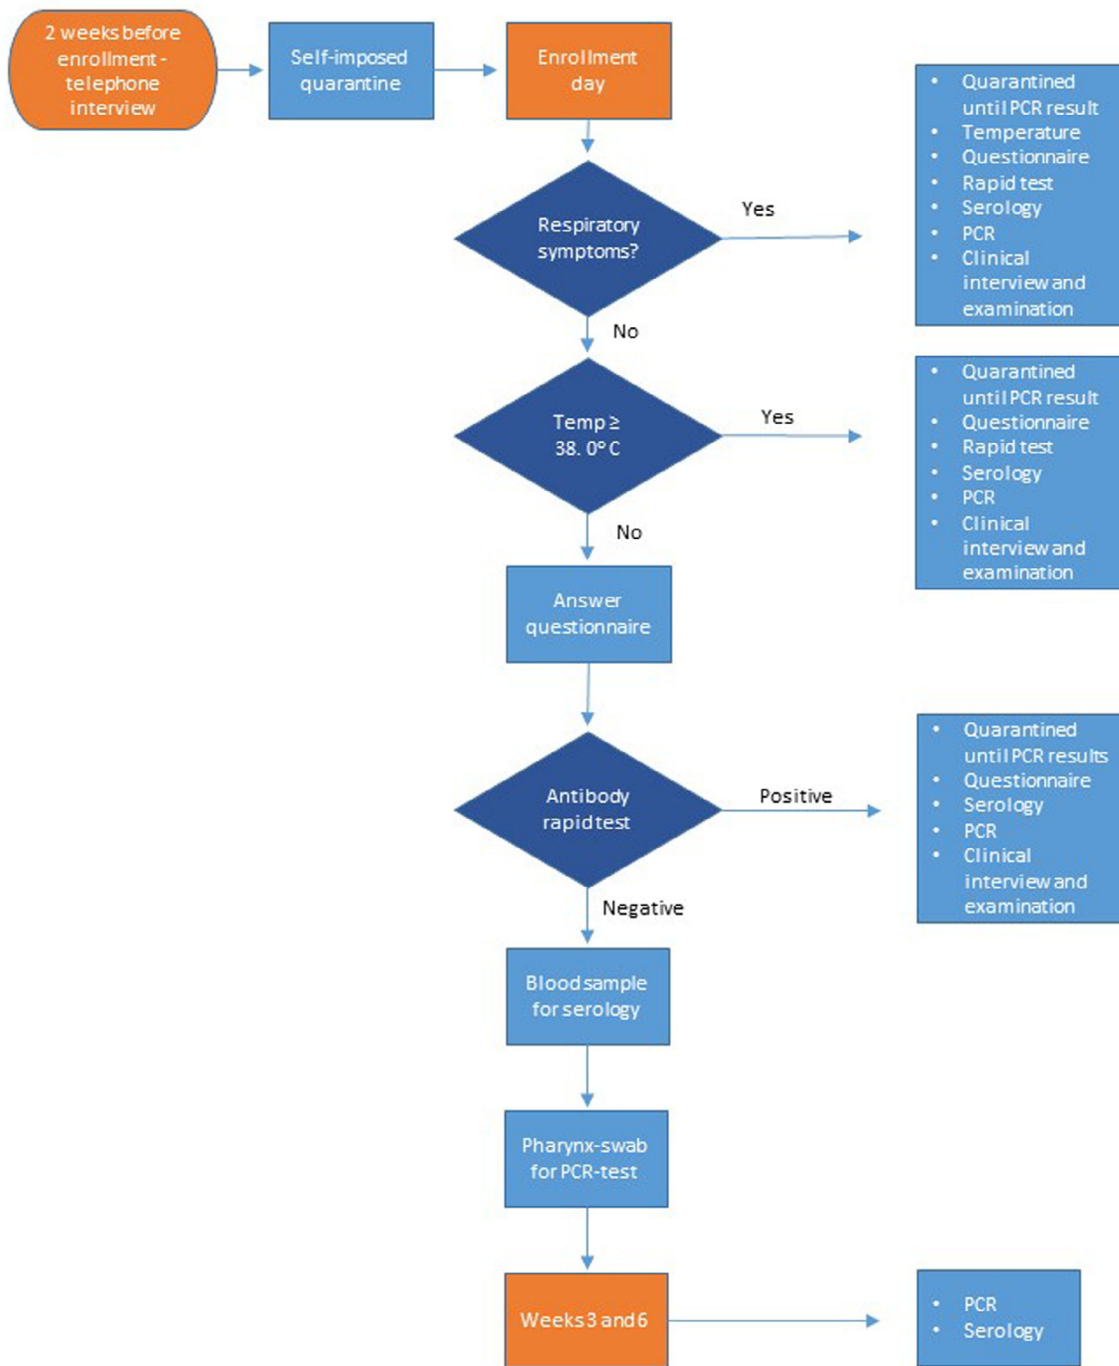 2 weeks before
enrollment -
telephone
interview
Self-imposed
quarantine
Enrollment
day
Respiratory
symptoms?
Yes
• Quarantined
until PCR result
• Temperature
• Questionnaire
• Rapid test
• Serology
• PCR
• Clinical
interview and
examination
No
Temp ≥
38. 0° C
Yes
• Quarantined
until PCR result
• Questionnaire
• Rapid test
• Serology
• PCR
• Clinical
interview and
examination
No
Answer
questionnaire
Antibody
rapid test
Positive
• Quarantined
until PCR results
• Questionnaire
• Serology
• PCR
• Clinical
interview and
examination
Negative
Blood sample
for serology
Pharynx-swab
for PCR-test
Weeks 3 and 6
• PCR
• Serology